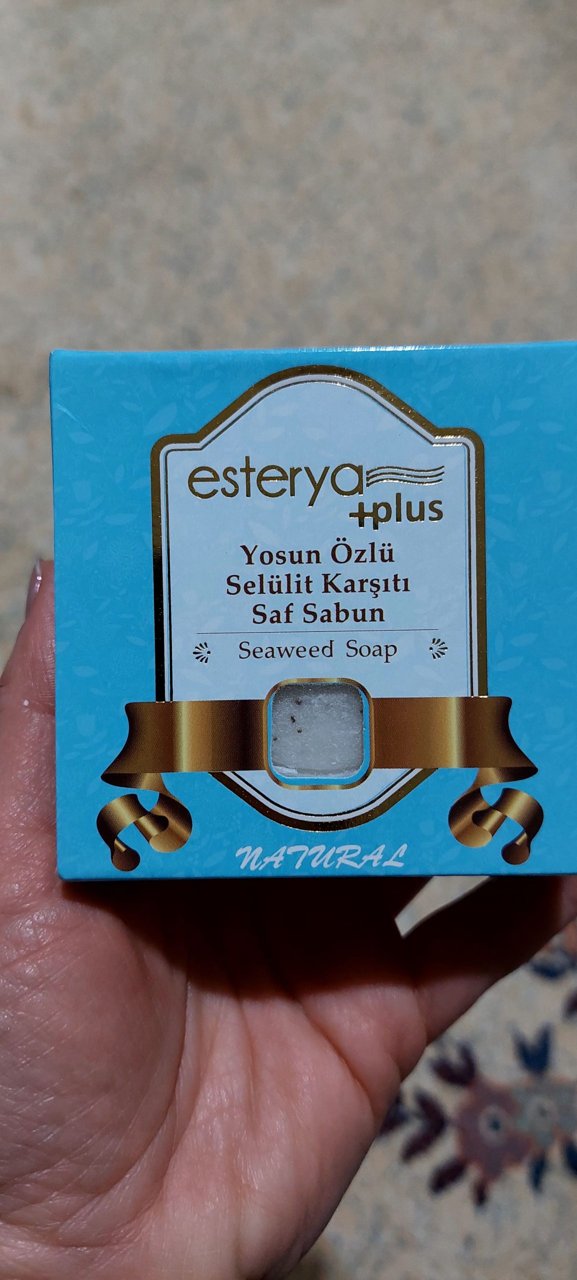 esterya
+plus
Yosun Özlü
Selülit Karşıtı
Saf Sabun
Seaweed Soap
NATURAL